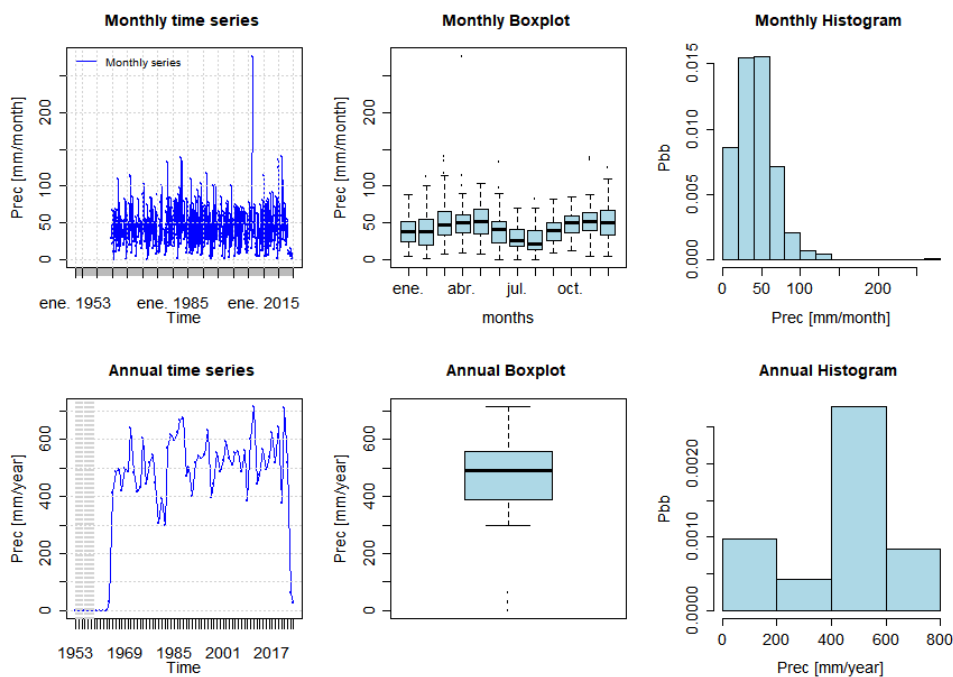 Monthly time series
Monthly series
Prec [mm/month]
0 50 100 200
ene. 1953 ene. 1985 ene. 2015
Time
Monthly Boxplot
Prec [mm/month]
0 50 100 200
ene. abr. jul. oct.
months
Monthly Histogram
Pbb
0.000 0.005 0.010 0.015
0 50 100 200
Prec [mm/month]
Annual time series
Prec [mm/year]
0 200 400 600
1953 1969 1985 2001 2017
Time
Annual Boxplot
Prec [mm/year]
0 200 400 600
Annual Histogram
Pbb
0.0000 0.0010 0.0020
0 200 400 600 800
Prec [mm/year]